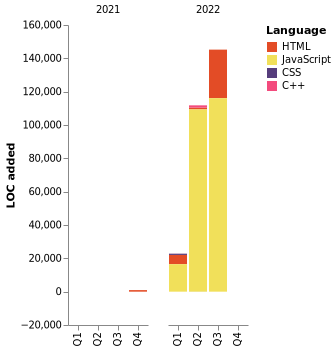 2021 2022
Language
HTML
JavaScript
CSS
C++
LOC added
160,000
140,000
120,000
100,000
80,000
60,000
40,000
20,000
0
−20,000
Q1 Q2 Q3 Q4 Q1 Q2 Q3 Q4